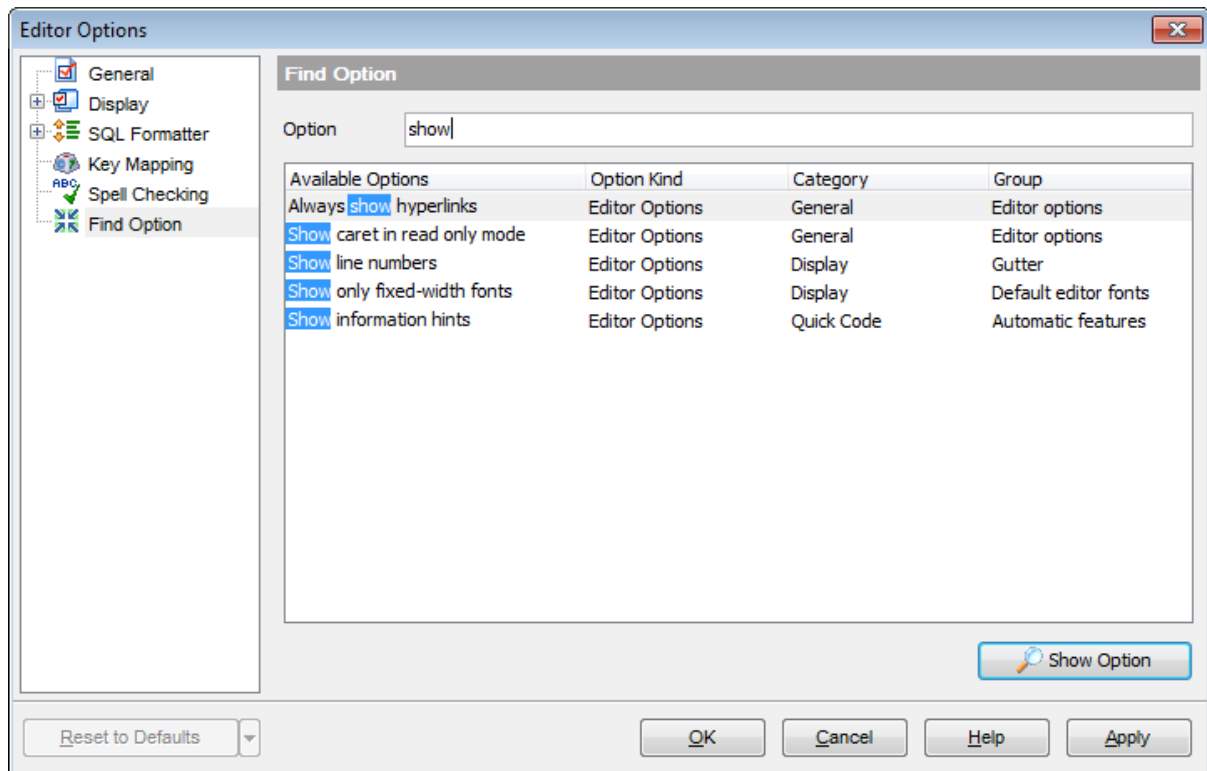 Editor Options
General
Display
SQL Formatter
Key Mapping
ABC
Spell Checking
Find Option
Find Option
Option show
Available Options Option Kind Category Group
Always show hyperlinks Editor Options General Editor options
Show caret in read only mode Editor Options General Editor options
Show line numbers Editor Options Display Gutter
Show only fixed-width fonts Editor Options Display Default editor fonts
Show information hints Editor Options Quick Code Automatic features
Show Option
Reset to Defaults OK Cancel Help Apply